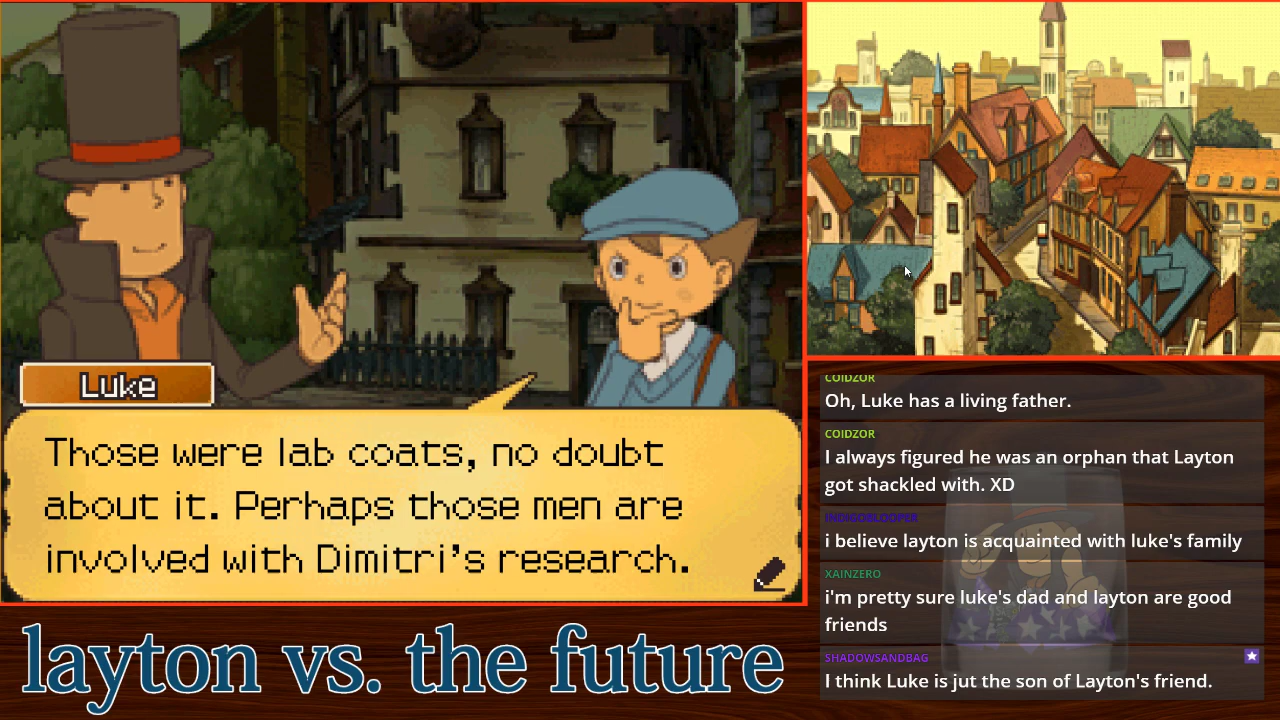 Luke
Those were lab coats, no doubt
about it. Perhaps those men are
involved with Dimitri's research.
layton vs. the future
COIDZOR
Oh, Luke has a living father.
COIDZOR
I always figured he was an orphan that Layton
got shackled with. XD
INDIGOBLOOPER
i believe layton is acquainted with luke's family
XAINZERO
i'm pretty sure luke's dad and layton are good
friends
SHADOWSANDBAG
I think Luke is jut the son of Layton's friend.